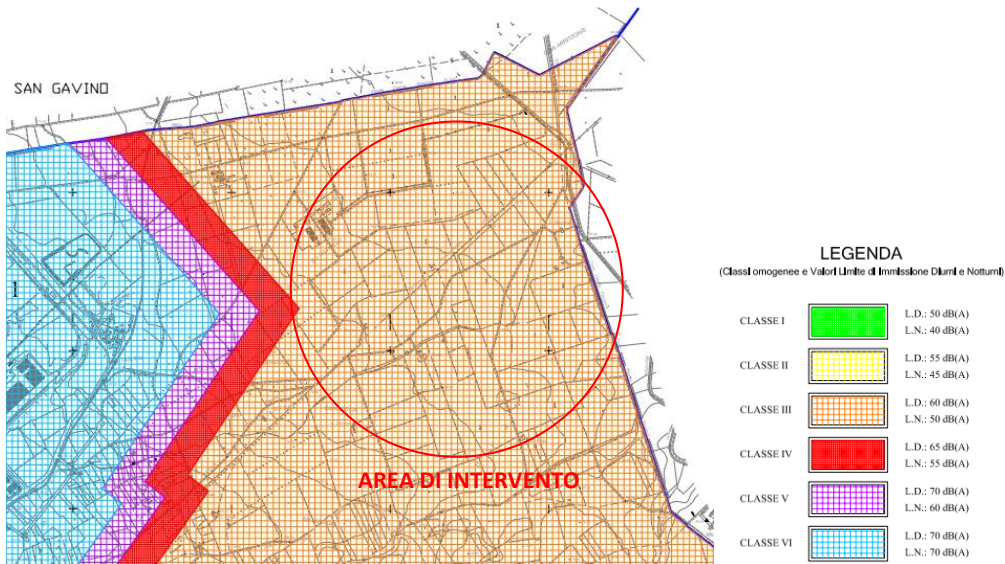 SAN GAVINO
AREA DI INTERVENTO
LEGENDA
(Classi omogenee e Valori Limite di Immissione Diurni e Notturni)
CLASSE I
L.D.: 50 dB(A)
L.N.: 40 dB(A)
CLASSE II
L.D.: 55 dB(A)
L.N.: 45 dB(A)
CLASSE III
L.D.: 60 dB(A)
L.N.: 50 dB(A)
CLASSE IV
L.D.: 65 dB(A)
L.N.: 55 dB(A)
CLASSE V
L.D.: 70 dB(A)
L.N.: 60 dB(A)
CLASSE VI
L.D.: 70 dB(A)
L.N.: 70 dB(A)